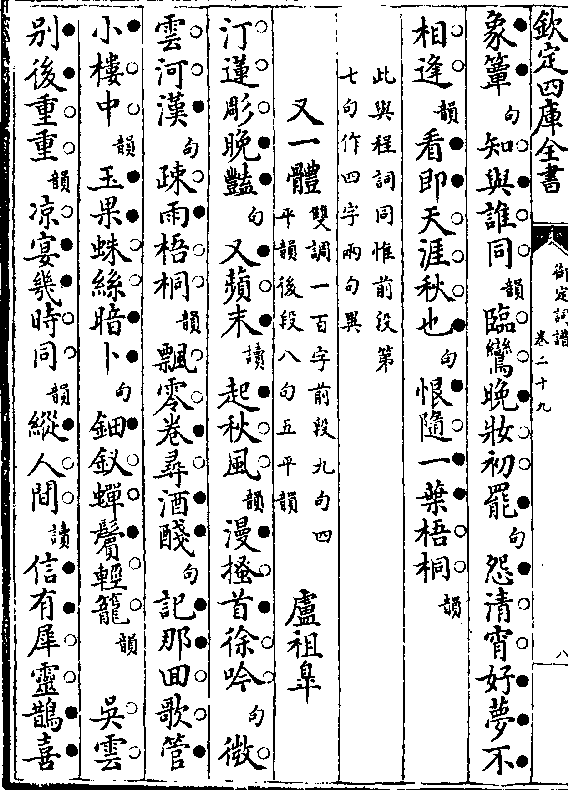 欽定四庫全書
御定詞譜
卷二十九
八
象簟句知與誰同韻臨鸞晚妝初罷句怨清宵好夢不
相逢韻看即天涯秋也句恨隨一葉梧桐韻
此與程詞同惟前段第
七句作四字兩句異
又一體雙調一百字前段九句四
平韻後段八句五平韻盧祖皐
汀蓮彫晚豔句又蘋末讀起秋風韻漫搔首徐吟句微
雲河漢句疎雨梧桐韻飄零卷尋酒醆句記那回歌管
小樓中韻玉果蛛絲暗卜句鈿釵蟬鬢輕籠韻吳雲
别後重重韻凉宴幾時同韻縱人間讀信有犀靈鵲喜